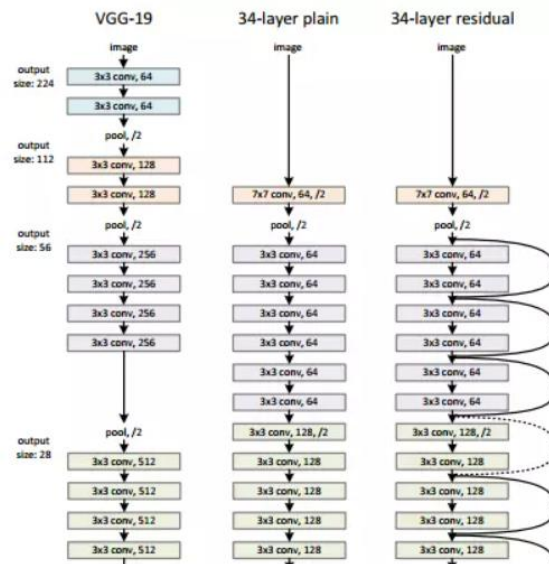 VGG-19
34-layer plain
34-layer residual
output
size: 224
output
size: 112
output
size: 56
output
size: 28
image
3x3 conv, 64
3x3 conv, 64
pool, /2
3x3 conv, 128
3x3 conv, 128
pool, /2
3x3 conv, 256
3x3 conv, 256
3x3 conv, 256
3x3 conv, 256
pool, /2
3x3 conv, 512
3x3 conv, 512
3x3 conv, 512
3x3 conv, 512
image
7x7 conv, 64, /2
pool, /2
3x3 conv, 64
3x3 conv, 64
3x3 conv, 64
3x3 conv, 64
3x3 conv, 64
3x3 conv, 64
3x3 conv, 128, /2
3x3 conv, 128
3x3 conv, 128
3x3 conv, 128
3x3 conv, 128
image
7x7 conv, 64, /2
pool, /2
3x3 conv, 64
3x3 conv, 64
3x3 conv, 64
3x3 conv, 64
3x3 conv, 64
3x3 conv, 64
3x3 conv, 128, /2
3x3 conv, 128
3x3 conv, 128
3x3 conv, 128
3x3 conv, 128